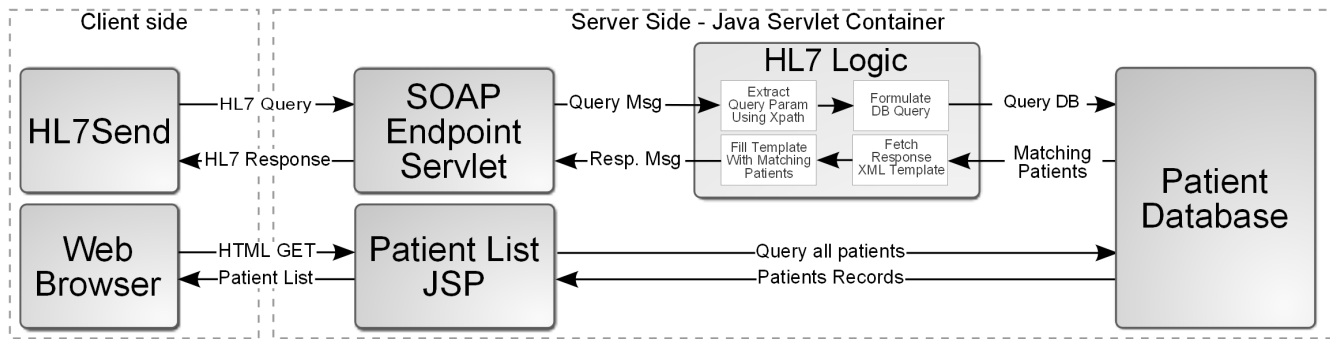 Client side
Server Side - Java Servlet Container
HL7Send
HL7 Query
HL7 Response
SOAP
Endpoint
Servlet
Query Msg
Resp. Msg
HL7 Logic
Extract
Query Param
Using Xpath
Formulate
DB Query
Fill Template
With Matching
Patients
Fetch
Response
XML Template
Query DB
Matching
Patients
Patient
Database
Web
Browser
HTML GET
Patient List
Patient List
JSP
Query all patients
Patients Records